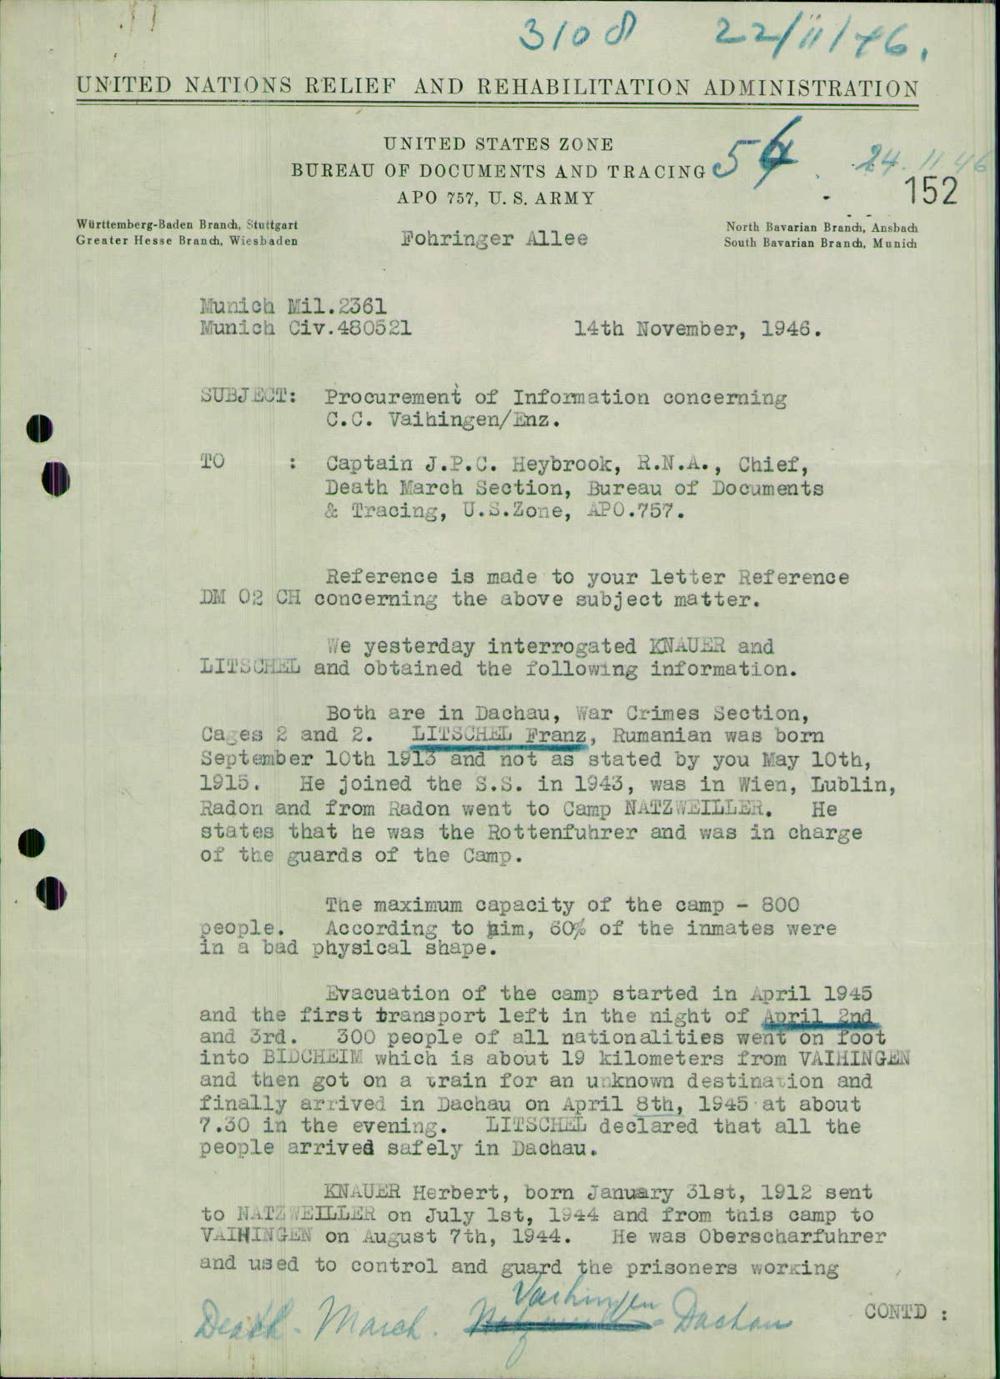 3108 22/11/46.
UNITED NATIONS RELIEF AND REHABILITATION ADMINISTRATION
UNITED STATES ZONE
BUREAU OF DOCUMENTS AND TRACING
APO 757, U. S. ARMY
24.11.46
152
Württemberg-Baden Branch, Stuttgart
Greater Hesse Branch, Wiesbaden
Fohringer Allee
North Bavarian Branch, Ansbach
South Bavarian Branch, Munich
Munich Mil.2361
Munich Civ.480521 14th November, 1946.
SUBJECT: Procurement of Information concerning
C.C. Vaihingen/Enz.
TO : Captain J.P.C. Heybrook, R.N.A., Chief,
Death March Section, Bureau of Documents
& Tracing, U.S.Zone, APO.757.
Reference is made to your letter Reference
DM 02 CH concerning the above subject matter.
We yesterday interrogated KNAUER and
LITSCHEL and obtained the following information.
Both are in Dachau, War Crimes Section,
Cages 2 and 2. LITSCHEL Franz, Rumanian was born
September 10th 1913 and not as stated by you May 10th,
1915. He joined the S.S. in 1943, was in Wien, Lublin,
Radon and from Radon went to Camp NATZWEILLER. He
states that he was the Rottenfuhrer and was in charge
of the guards of the Camp.
The maximum capacity of the camp - 800
people. According to him, 60% of the inmates were
in a bad physical shape.
Evacuation of the camp started in April 1945
and the first transport left in the night of April 2nd
and 3rd. 300 people of all nationalities went on foot
into BIDCHEIM which is about 19 kilometers from VAIHINGEN
and then got on a train for an unknown destination and
finally arrived in Dachau on April 8th, 1945 at about
7.30 in the evening. LITSCHEL declared that all the
people arrived safely in Dachau.
KNAUER Herbert, born January 31st, 1912 sent
to NATZWEILLER on July 1st, 1944 and from this camp to
VAIHINGEN on August 7th, 1944. He was Oberscharfuhrer
and used to control and guard the prisoners working
CONTD :
Vaihingen
Death - March. - Dachau